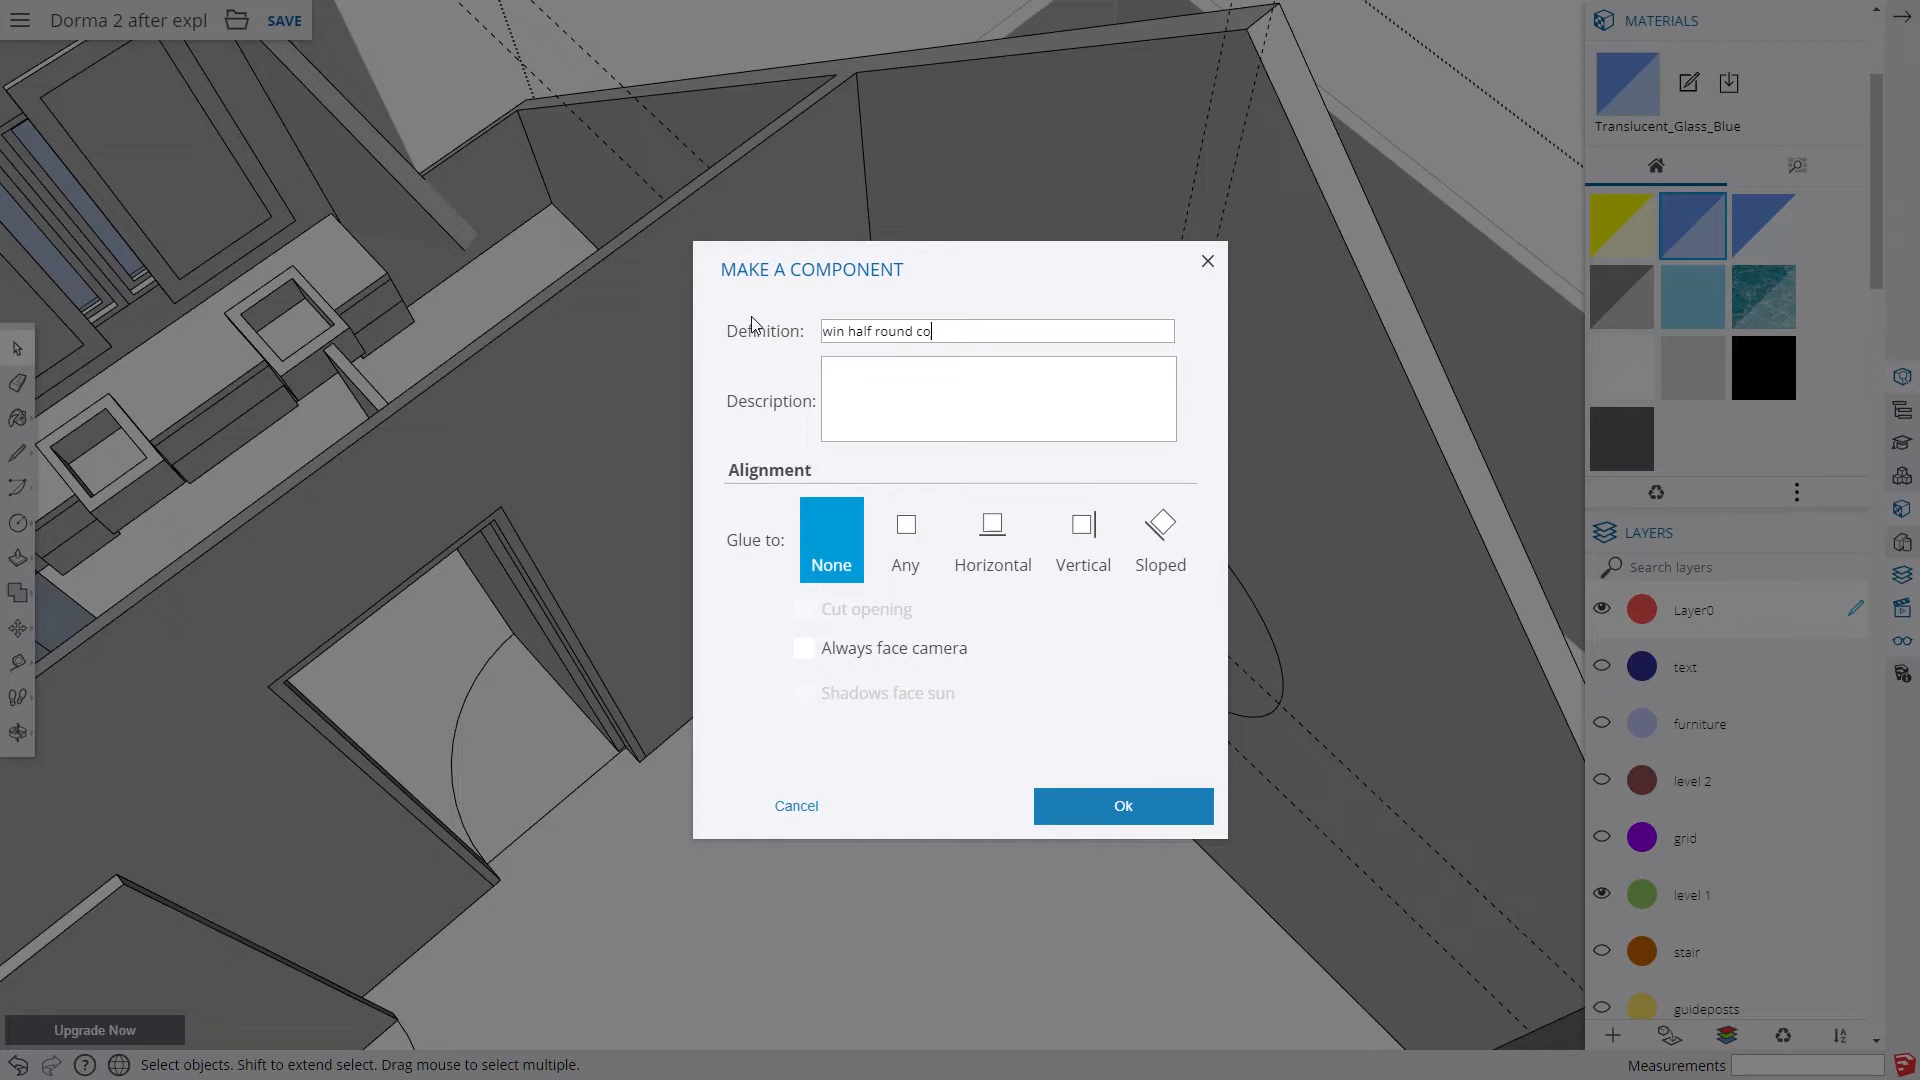 Dorma 2 after expl
SAVE
MATERIALS
Translucent_Glass_Blue
MAKE A COMPONENT
Definition:
win half round co
Description:
Alignment
Glue to:
None
Any
Horizontal
Vertical
Sloped
Cut opening
Always face camera
Shadows face sun
Cancel
Ok
LAYERS
Search layers
Layer0
text
furniture
level 2
grid
level 1
stair
guideposts
Upgrade Now
Select objects. Shift to extend select. Drag mouse to select multiple.
Measurements